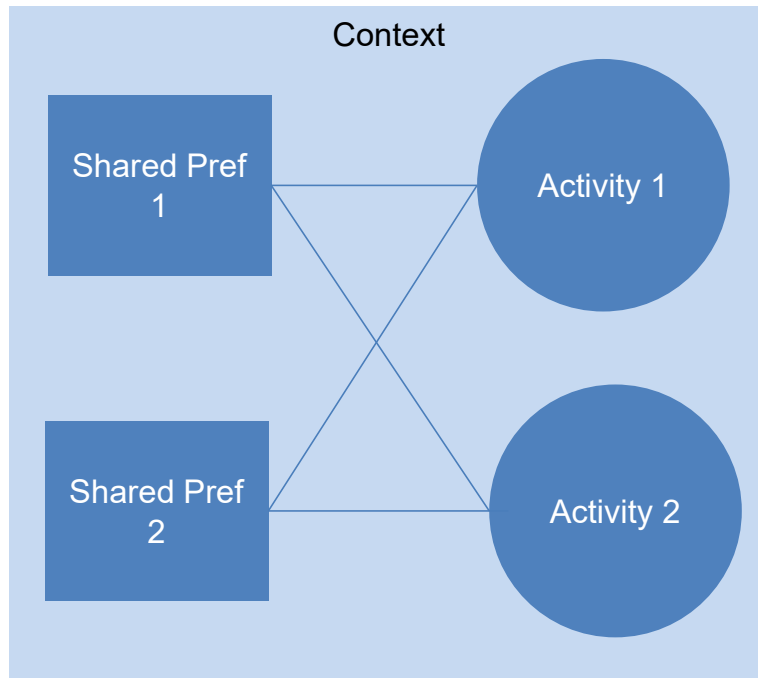 Context
Shared Pref
1
Activity 1
Shared Pref
2
Activity 2